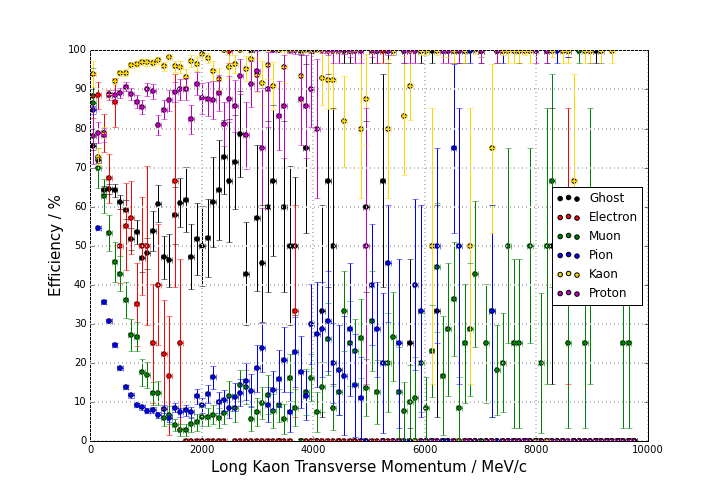 100
90
80
70
60
50
40
30
20
10
0
Efficiency / %
Ghost
Electron
Muon
Pion
Kaon
Proton
0 2000 4000 6000 8000 10000
Long Kaon Transverse Momentum / MeV/c